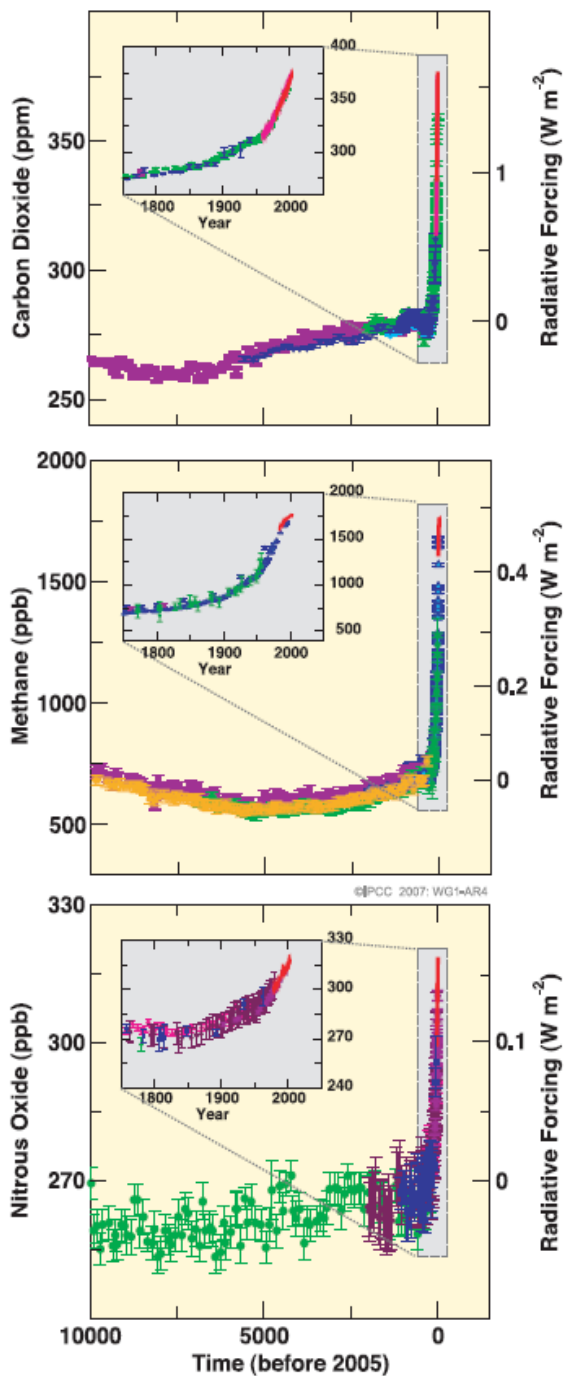 400
350
300
1800 1900 2000
Year
Carbon Dioxide (ppm)
350
300
250
1
0
Radiative Forcing (W m⁻²)
2000
1500
1000
500
Methane (ppb)
2000
1500
1000
500
1800 1900 2000
Year
0.4
0.2
0
Radiative Forcing (W m⁻²)
©IPCC 2007: WG1-AR4
330
300
270
Nitrous Oxide (ppb)
330
300
270
240
1800 1900 2000
Year
0.1
0
Radiative Forcing (W m⁻²)
10000 5000 0
Time (before 2005)